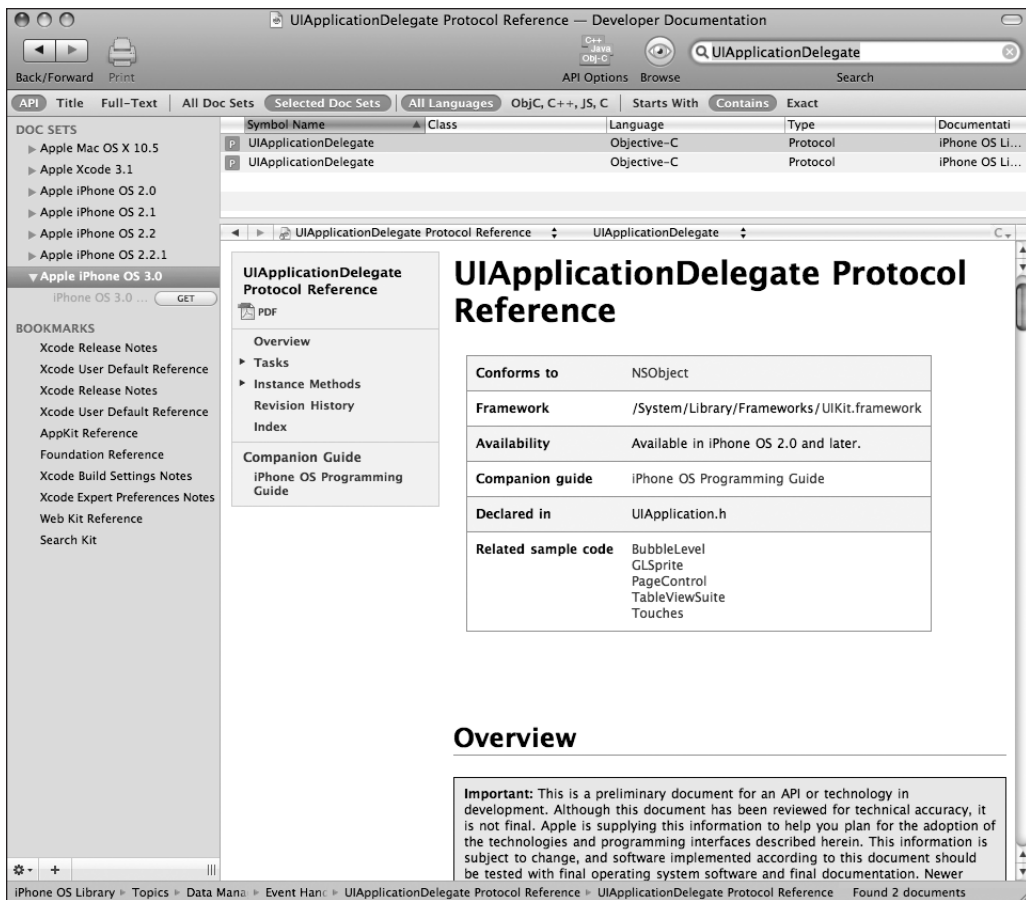 UIApplicationDelegate Protocol Reference — Developer Documentation
C++
Java
Obj-C
UIApplicationDelegate
Back/Forward Print API Options Browse Search
API Title Full-Text All Doc Sets Selected Doc Sets All Languages ObjC, C++, JS, C Starts With Contains Exact
DOC SETS
Apple Mac OS X 10.5
Apple Xcode 3.1
Apple iPhone OS 2.0
Apple iPhone OS 2.1
Apple iPhone OS 2.2
Apple iPhone OS 2.2.1
Apple iPhone OS 3.0
iPhone OS 3.0 ... GET
BOOKMARKS
Xcode Release Notes
Xcode User Default Reference
Xcode Release Notes
Xcode User Default Reference
AppKit Reference
Foundation Reference
Xcode Build Settings Notes
Xcode Expert Preferences Notes
Web Kit Reference
Search Kit
Symbol Name Class Language Type Documentati
P UIApplicationDelegate Objective-C Protocol iPhone OS Li...
P UIApplicationDelegate Objective-C Protocol iPhone OS Li...
UIApplicationDelegate Protocol Reference UIApplicationDelegate C
UIApplicationDelegate
Protocol Reference
PDF
Overview
Tasks
Instance Methods
Revision History
Index
Companion Guide
iPhone OS Programming
Guide
UIApplicationDelegate Protocol
Reference
Conforms to NSObject
Framework /System/Library/Frameworks/UIKit.framework
Availability Available in iPhone OS 2.0 and later.
Companion guide iPhone OS Programming Guide
Declared in UIApplication.h
Related sample code BubbleLevel
GLSprite
PageControl
TableViewSuite
Touches
Overview
Important: This is a preliminary document for an API or technology in
development. Although this document has been reviewed for technical accuracy, it
is not final. Apple is supplying this information to help you plan for the adoption of
the technologies and programming interfaces described herein. This information is
subject to change, and software implemented according to this document should
be tested with final operating system software and final documentation. Newer
iPhone OS Library Topics Data Mana Event Hanc UIApplicationDelegate Protocol Reference UIApplicationDelegate Protocol Reference Found 2 documents